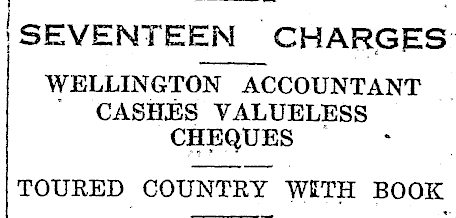 SEVENTEEN CHARGES
WELLINGTON ACCOUNTANT
CASHES VALUELESS
CHEQUES
TOURED COUNTRY WITH BOOK